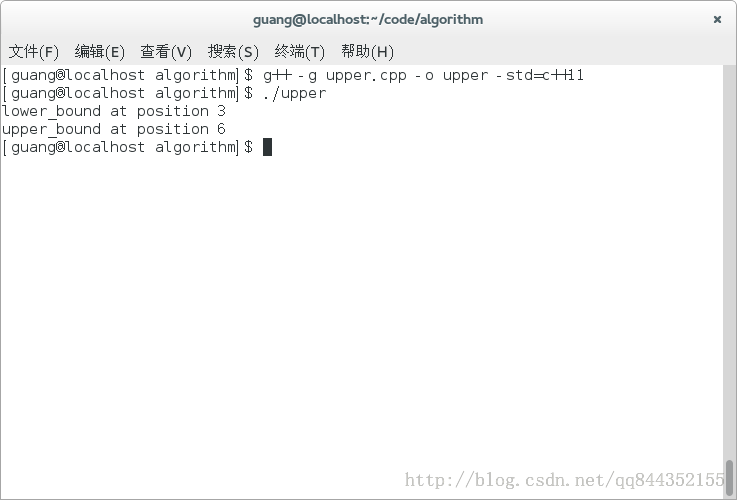 guang@localhost:~/code/algorithm ×
文件(F) 编辑(E) 查看(V) 搜索(S) 终端(T) 帮助(H)
[guang@localhost algorithm]$ g++ -g upper.cpp -o upper -std=c++11
[guang@localhost algorithm]$ ./upper
lower_bound at position 3
upper_bound at position 6
[guang@localhost algorithm]$
http://blog.csdn.net/qq844352155